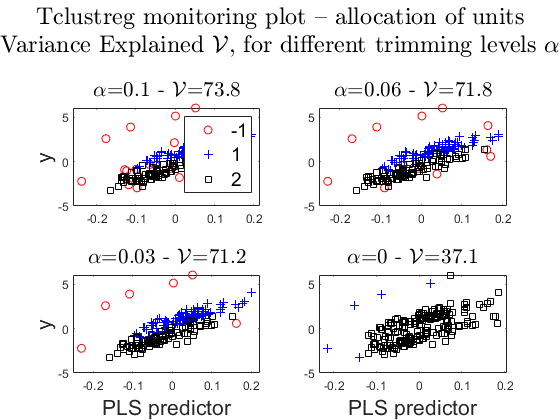 Tclustreg monitoring plot – allocation of units
Variance Explained 𝒱, for different trimming levels α
α=0.1 - 𝒱=73.8
α=0.06 - 𝒱=71.8
5
0
-5
y
-0.2 -0.1 0 0.1 0.2
-1
1
2
5
0
-5
-0.2 -0.1 0 0.1 0.2
α=0.03 - 𝒱=71.2
α=0 - 𝒱=37.1
5
0
-5
y
-0.2 -0.1 0 0.1 0.2
PLS predictor
5
0
-5
-0.2 -0.1 0 0.1 0.2
PLS predictor